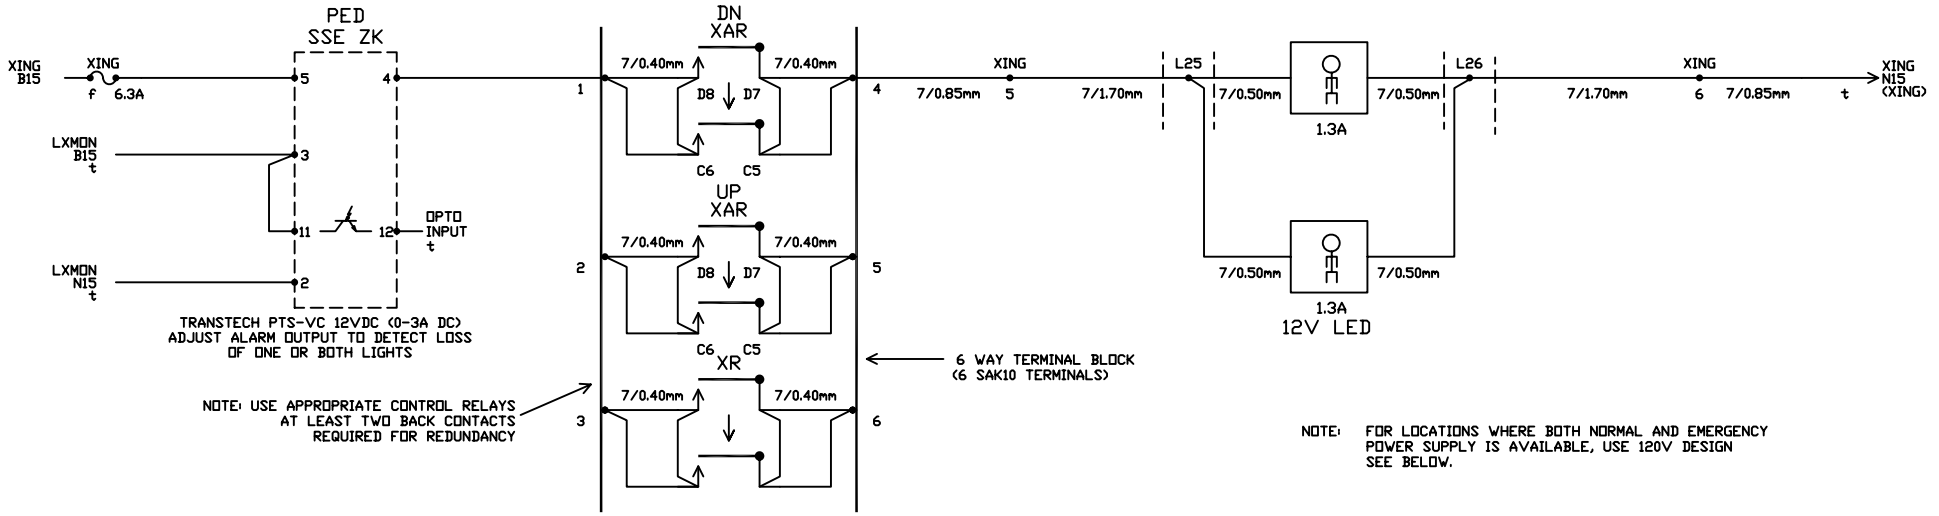 PED
SSE ZK
XING
B15
XING
f 6.3A
5
4
LXMON
B15
t
3
11
12
OPTO
INPUT
t
LXMON
N15
t
2
TRANSTECH PTS-VC 12VDC (0-3A DC)
ADJUST ALARM OUTPUT TO DETECT LOSS
OF ONE OR BOTH LIGHTS
NOTE: USE APPROPRIATE CONTROL RELAYS
AT LEAST TWO BACK CONTACTS
REQUIRED FOR REDUNDANCY
DN
XAR
7/0.40mm
7/0.40mm
1
D8
D7
4
C6
C5
UP
XAR
7/0.40mm
7/0.40mm
2
D8
D7
5
C6
C5
XR
7/0.40mm
7/0.40mm
3
6
6 WAY TERMINAL BLOCK
(6 SAK10 TERMINALS)
XING
7/0.85mm
5
7/1.70mm
L25
7/0.50mm
1.3A
7/0.50mm
L26
7/0.50mm
7/0.50mm
1.3A
12V LED
XING
7/1.70mm
6
7/0.85mm
t
XING
N15
(XING)
NOTE: FOR LOCATIONS WHERE BOTH NORMAL AND EMERGENCY
POWER SUPPLY IS AVAILABLE, USE 120V DESIGN
SEE BELOW.